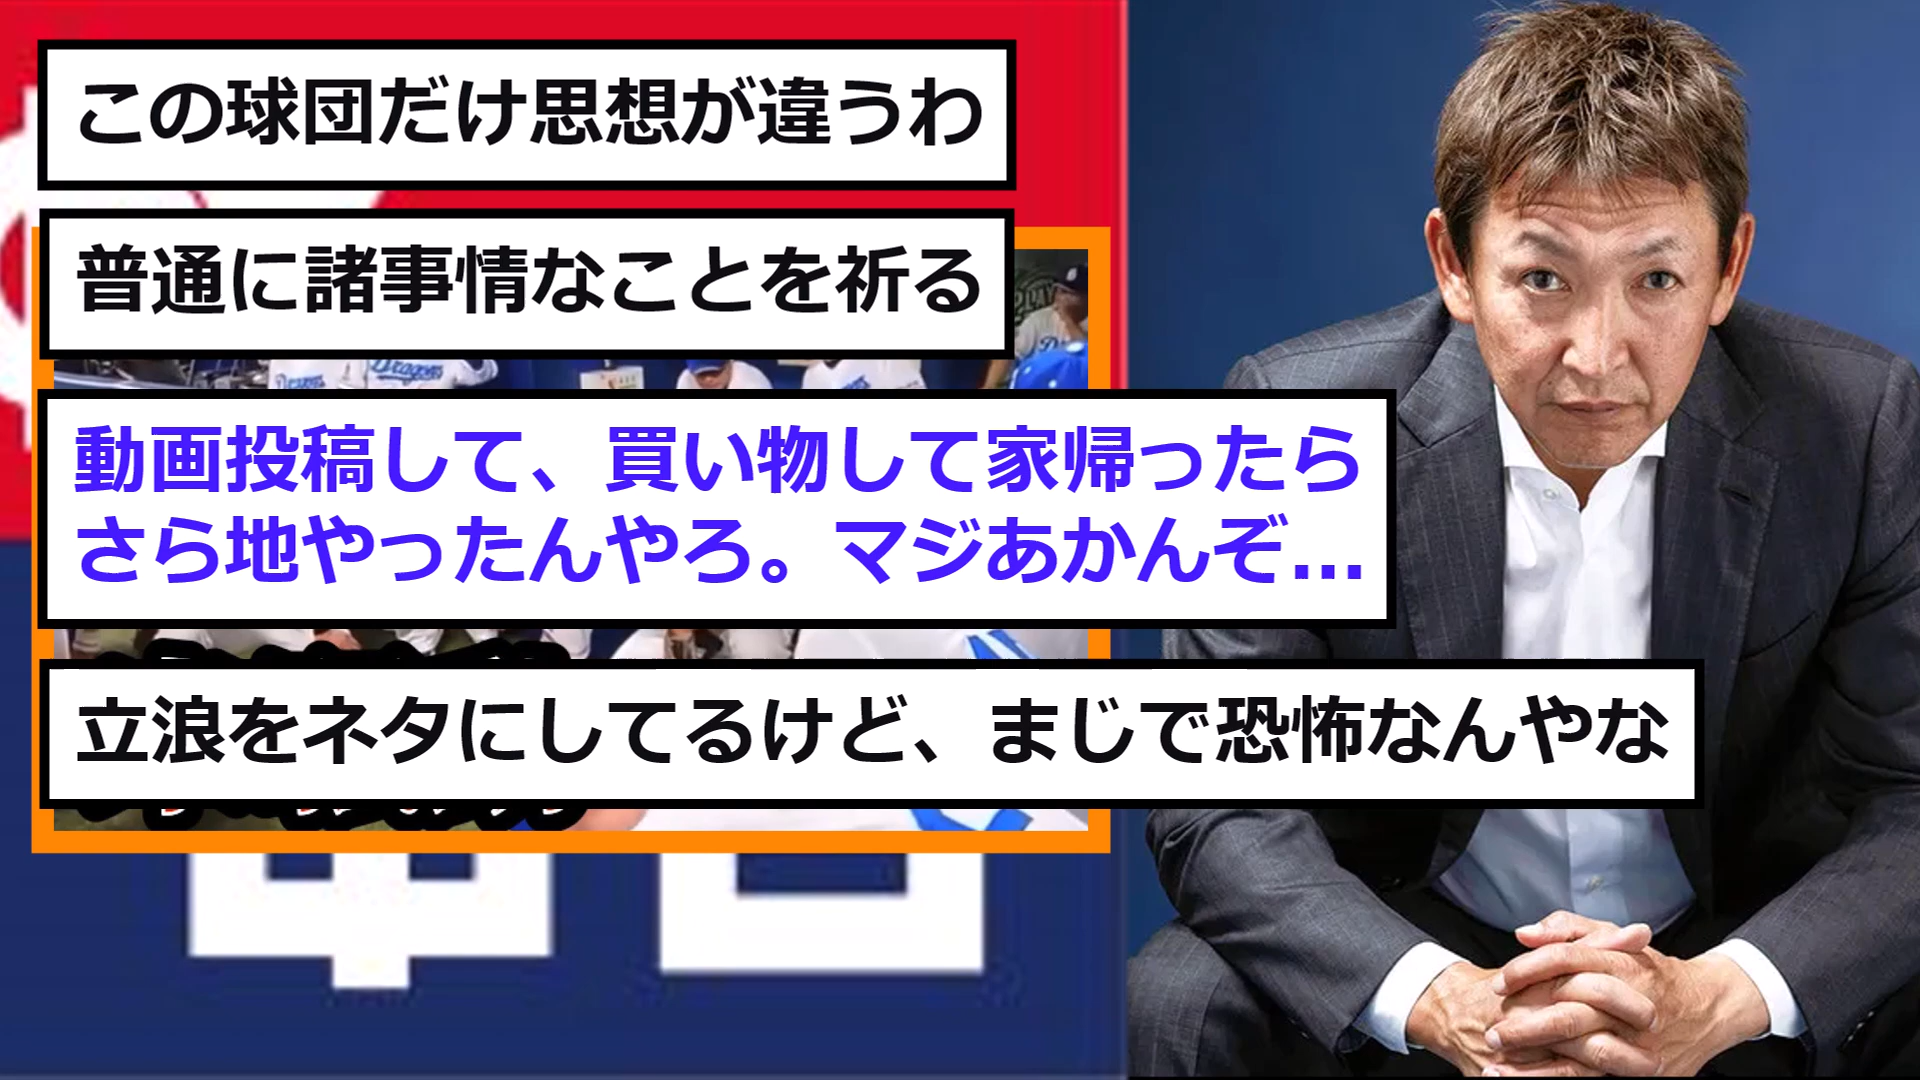 この球団だけ思想が違うわ
普通に諸事情なことを祈る
Dragons
Dragons
動画投稿して、買い物して家帰ったら
さら地やったんやろ。マジあかんぞ…
立浪をネタにしてるけど、まじで恐怖なんやな